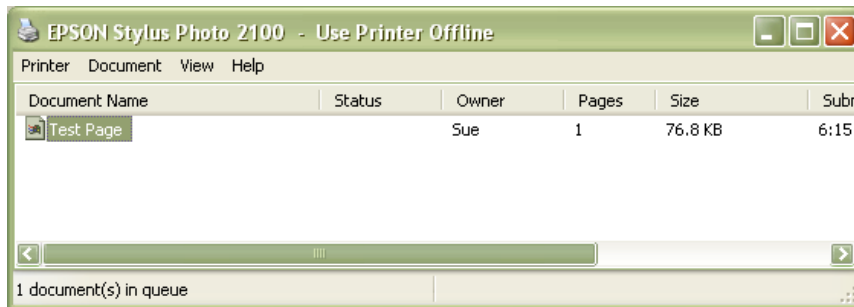 EPSON Stylus Photo 2100 - Use Printer Offline
Printer Document View Help
Document Name Status Owner Pages Size Subr
Test Page Sue 1 76.8 KB 6:15
1 document(s) in queue